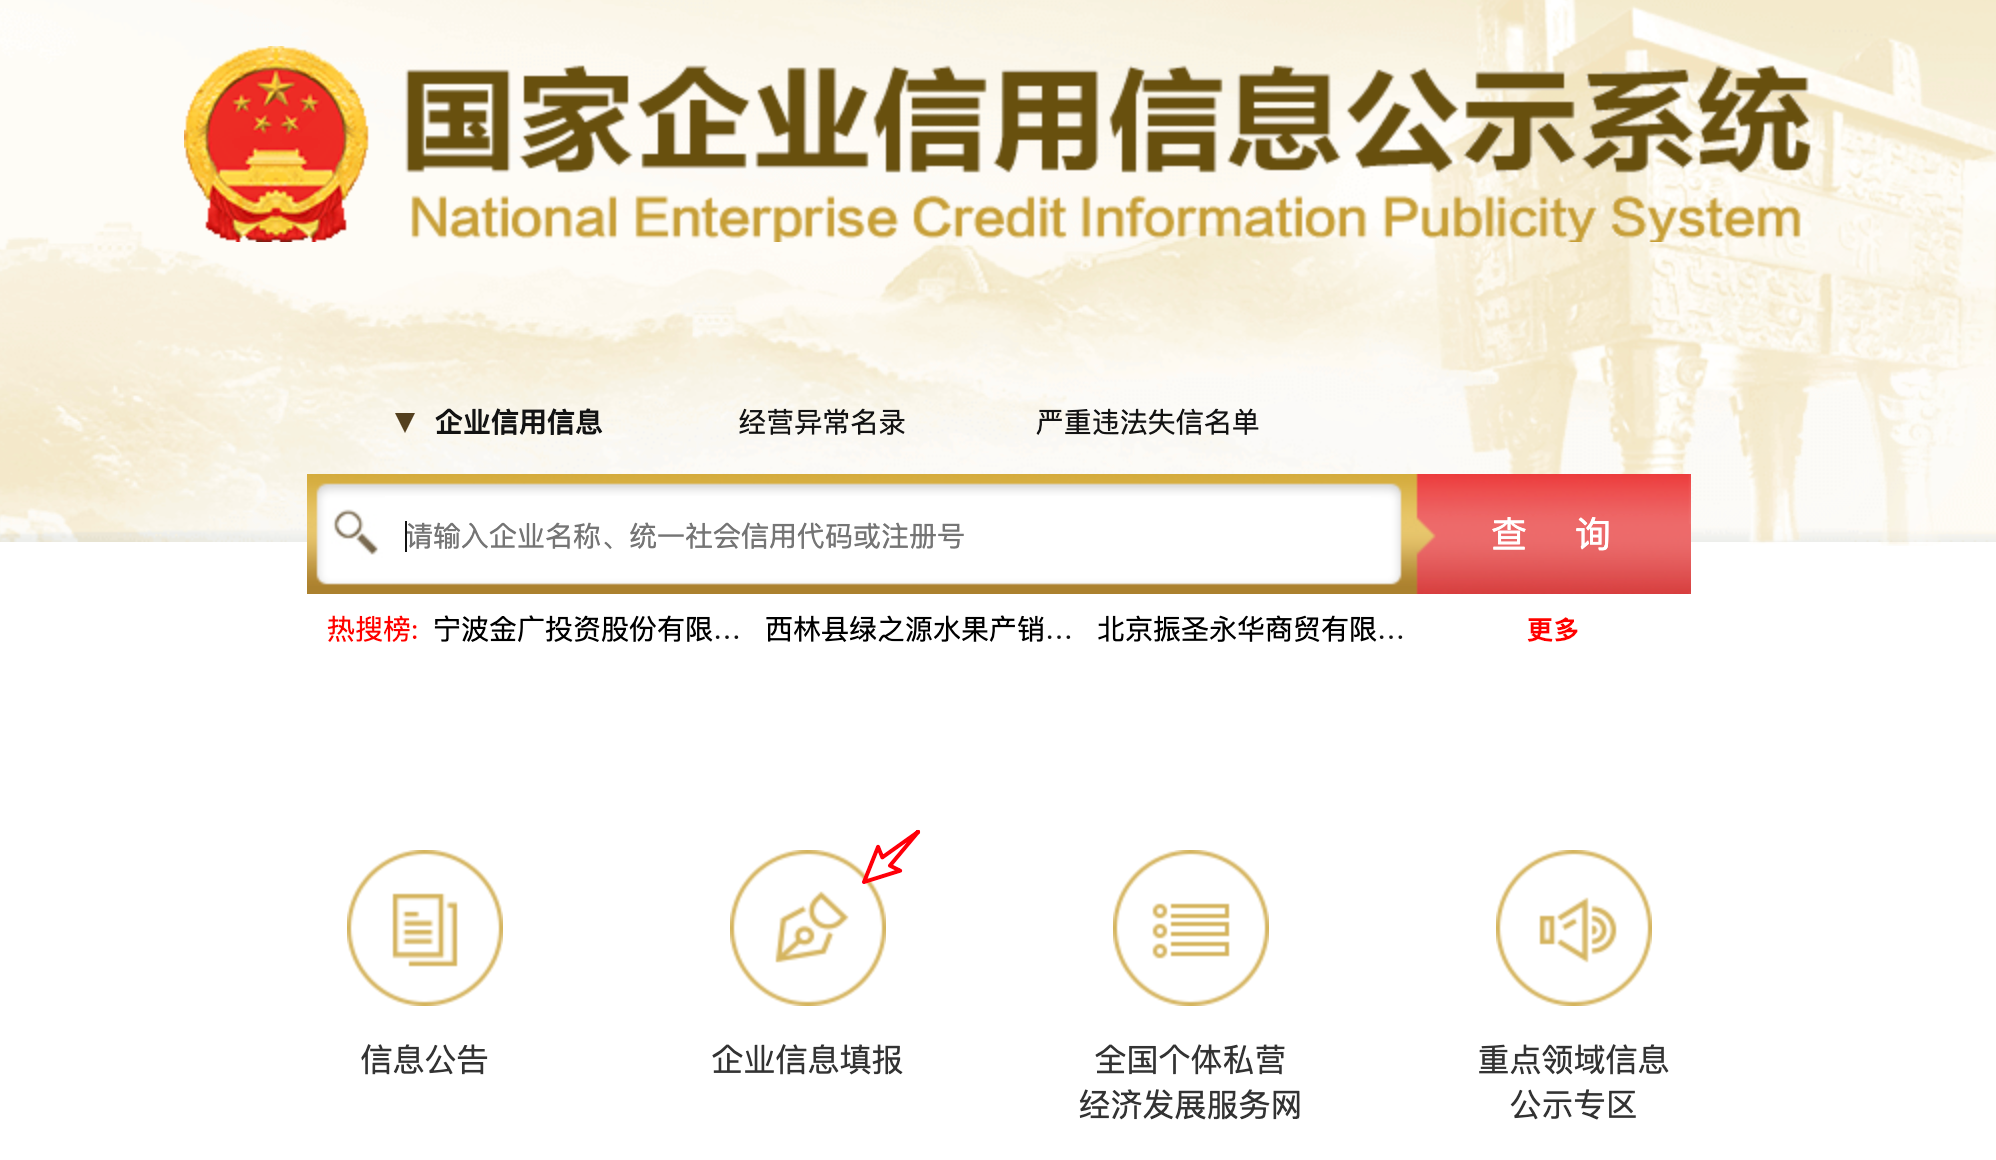 国家企业信用信息公示系统
National Enterprise Credit Information Publicity System
▼ 企业信用信息 经营异常名录 严重违法失信名单
请输入企业名称、统一社会信用代码或注册号 查 询
热搜榜: 宁波金广投资股份有限... 西林县绿之源水果产销... 北京振圣永华商贸有限... 更多
信息公告 企业信息填报 全国个体私营 重点领域信息
经济发展服务网 公示专区